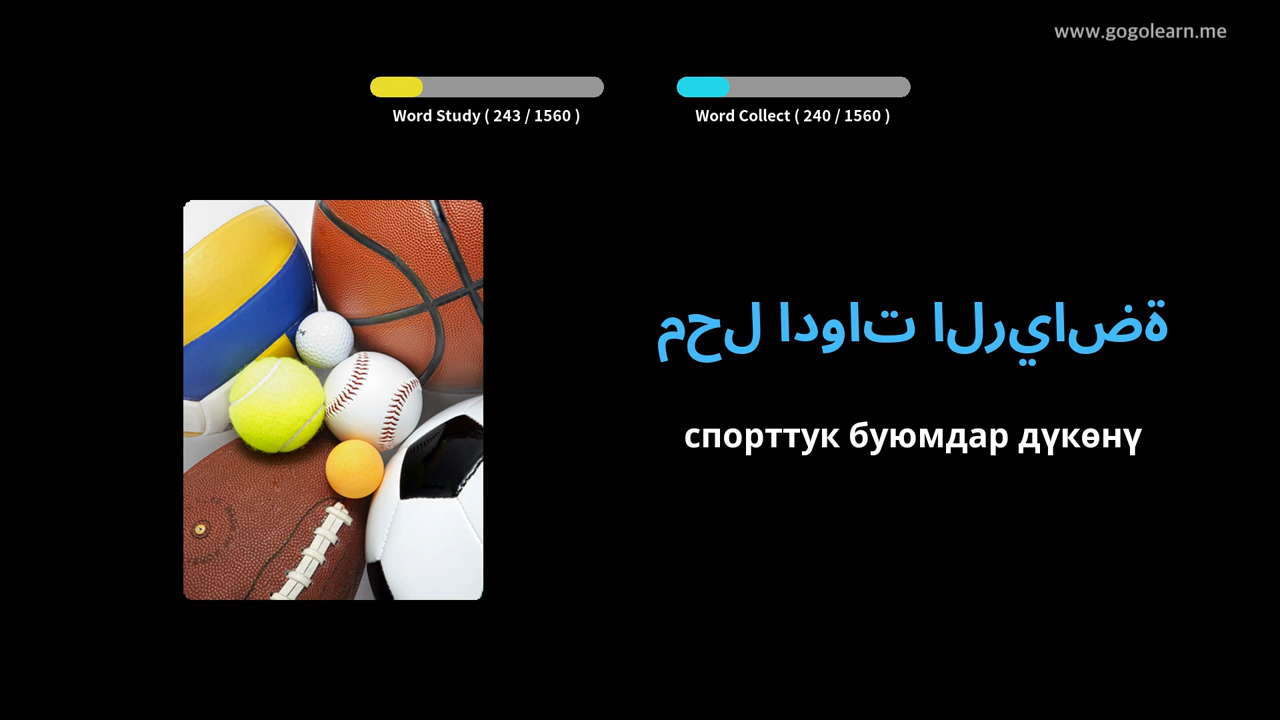 www.gogolearn.me
Word Study ( 243 / 1560 )
Word Collect ( 240 / 1560 )
محل ادوات الرياضة
спорттук буюмдар дүкөнү